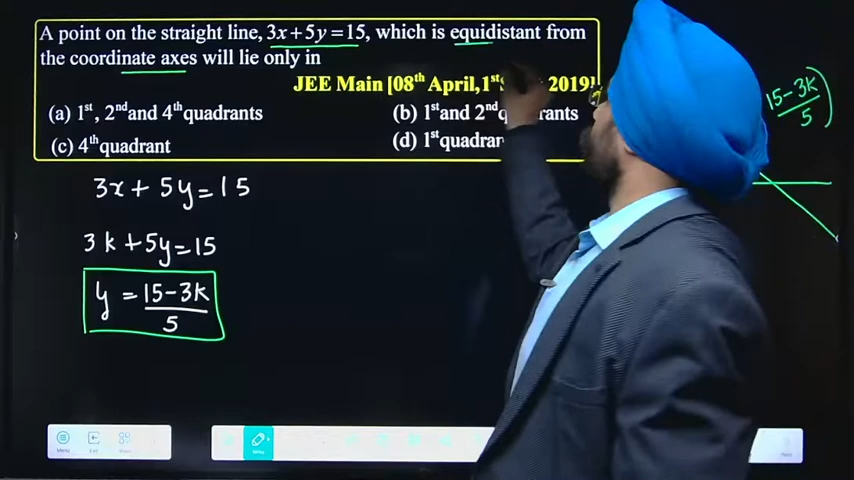 A point on the straight line, 3x + 5y = 15, which is equidistant from
the coordinate axes will lie only in
JEE Main [08th April, 1st 2019]
(a) 1st, 2nd and 4th quadrants
(b) 1st and 2nd
(c) 4th quadrant
(d) 1st
3x + 5y = 15
3k + 5y = 15
y = 15-3k/5
15-3k/5)
Menu
Exit